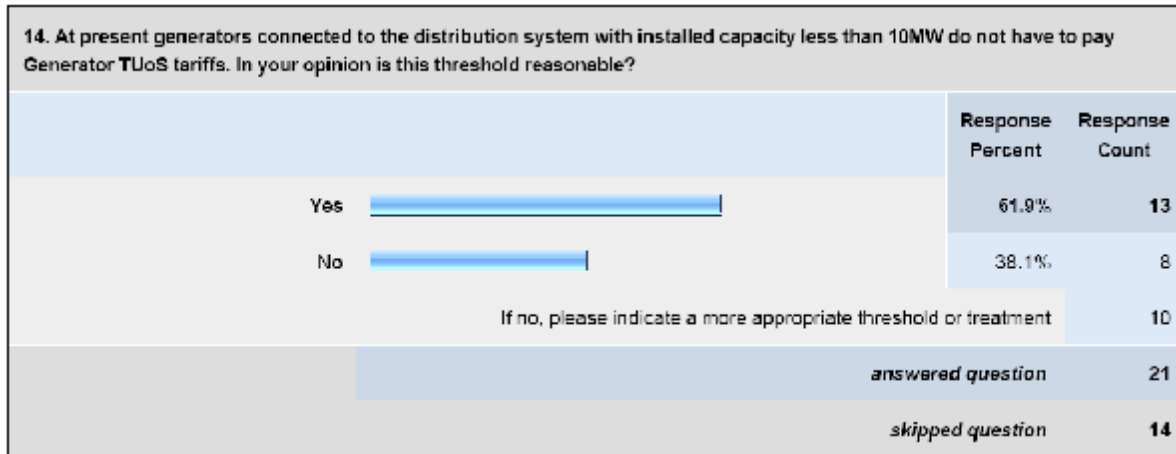 14. At present generators connected to the distribution system with installed capacity less than 10MW do not have to pay
Generator TUoS tariffs. In your opinion is this threshold reasonable?
Response Percent Response Count
Yes 61.9% 13
No 38.1% 8
If no, please indicate a more appropriate threshold or treatment 10
answered question 21
skipped question 14